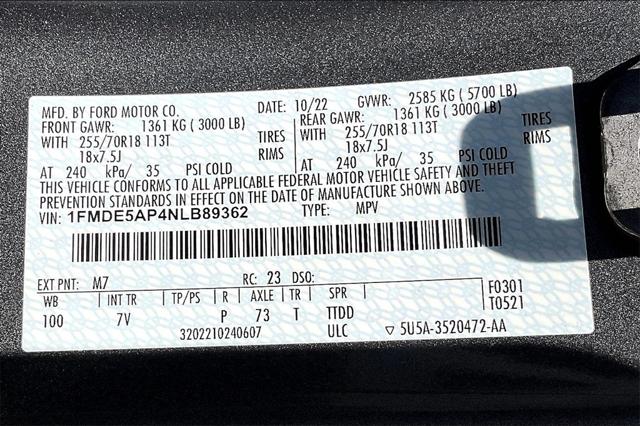 MFD. BY FORD MOTOR CO. DATE: 10/22 GVWR: 2585 KG ( 5700 LB)
FRONT GAWR: 1361 KG ( 3000 LB) REAR GAWR: 1361 KG ( 3000 LB)
WITH 255/70R18 113T TIRES WITH 255/70R18 113T TIRES
18x7.5J RIMS 18x7.5J RIMS
AT 240 kPa/ 35 PSI COLD AT 240 kPa/ 35 PSI COLD
THIS VEHICLE CONFORMS TO ALL APPLICABLE FEDERAL MOTOR VEHICLE SAFETY AND THEFT
PREVENTION STANDARDS IN EFFECT ON THE DATE OF MANUFACTURE SHOWN ABOVE.
VIN: 1FMDE5AP4NLB89362 TYPE: MPV
EXT PNT: M7 RC: 23 DSO: F0301
WB INT TR TP/PS R AXLE TR SPR T0521
100 7V P 73 T TTDD
3202210240607 ULC ▽ 5U5A-3520472-AA